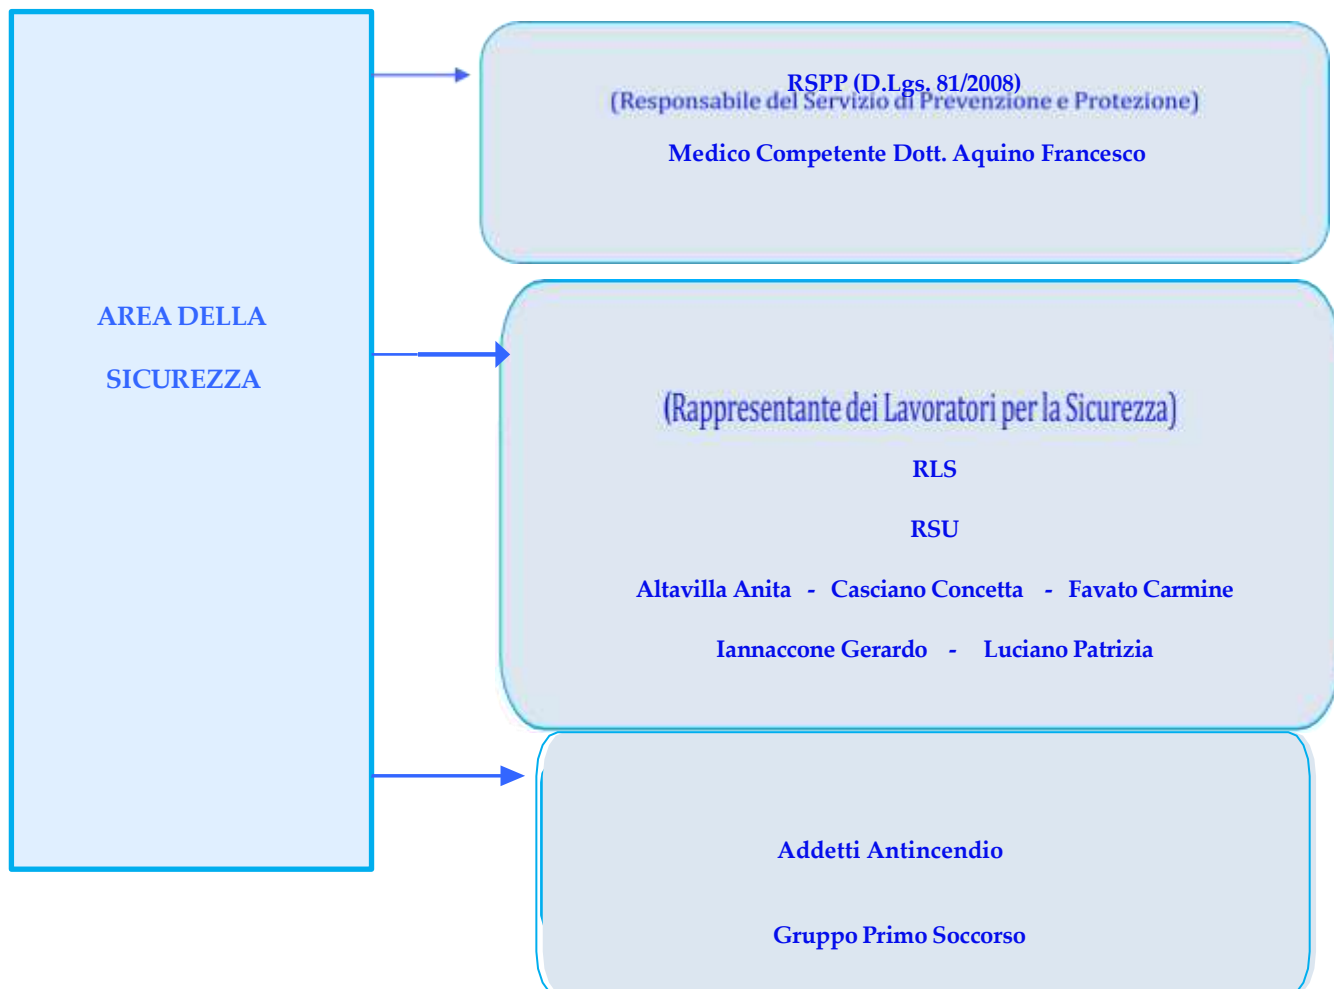 AREA DELLA
SICUREZZA
RSPP (D.Lgs. 81/2008)
(Responsabile del Servizio di Prevenzione e Protezione)
Medico Competente Dott. Aquino Francesco
(Rappresentante dei Lavoratori per la Sicurezza)
RLS
RSU
Altavilla Anita - Casciano Concetta - Favato Carmine
Iannaccone Gerardo - Luciano Patrizia
Addetti Antincendio
Gruppo Primo Soccorso